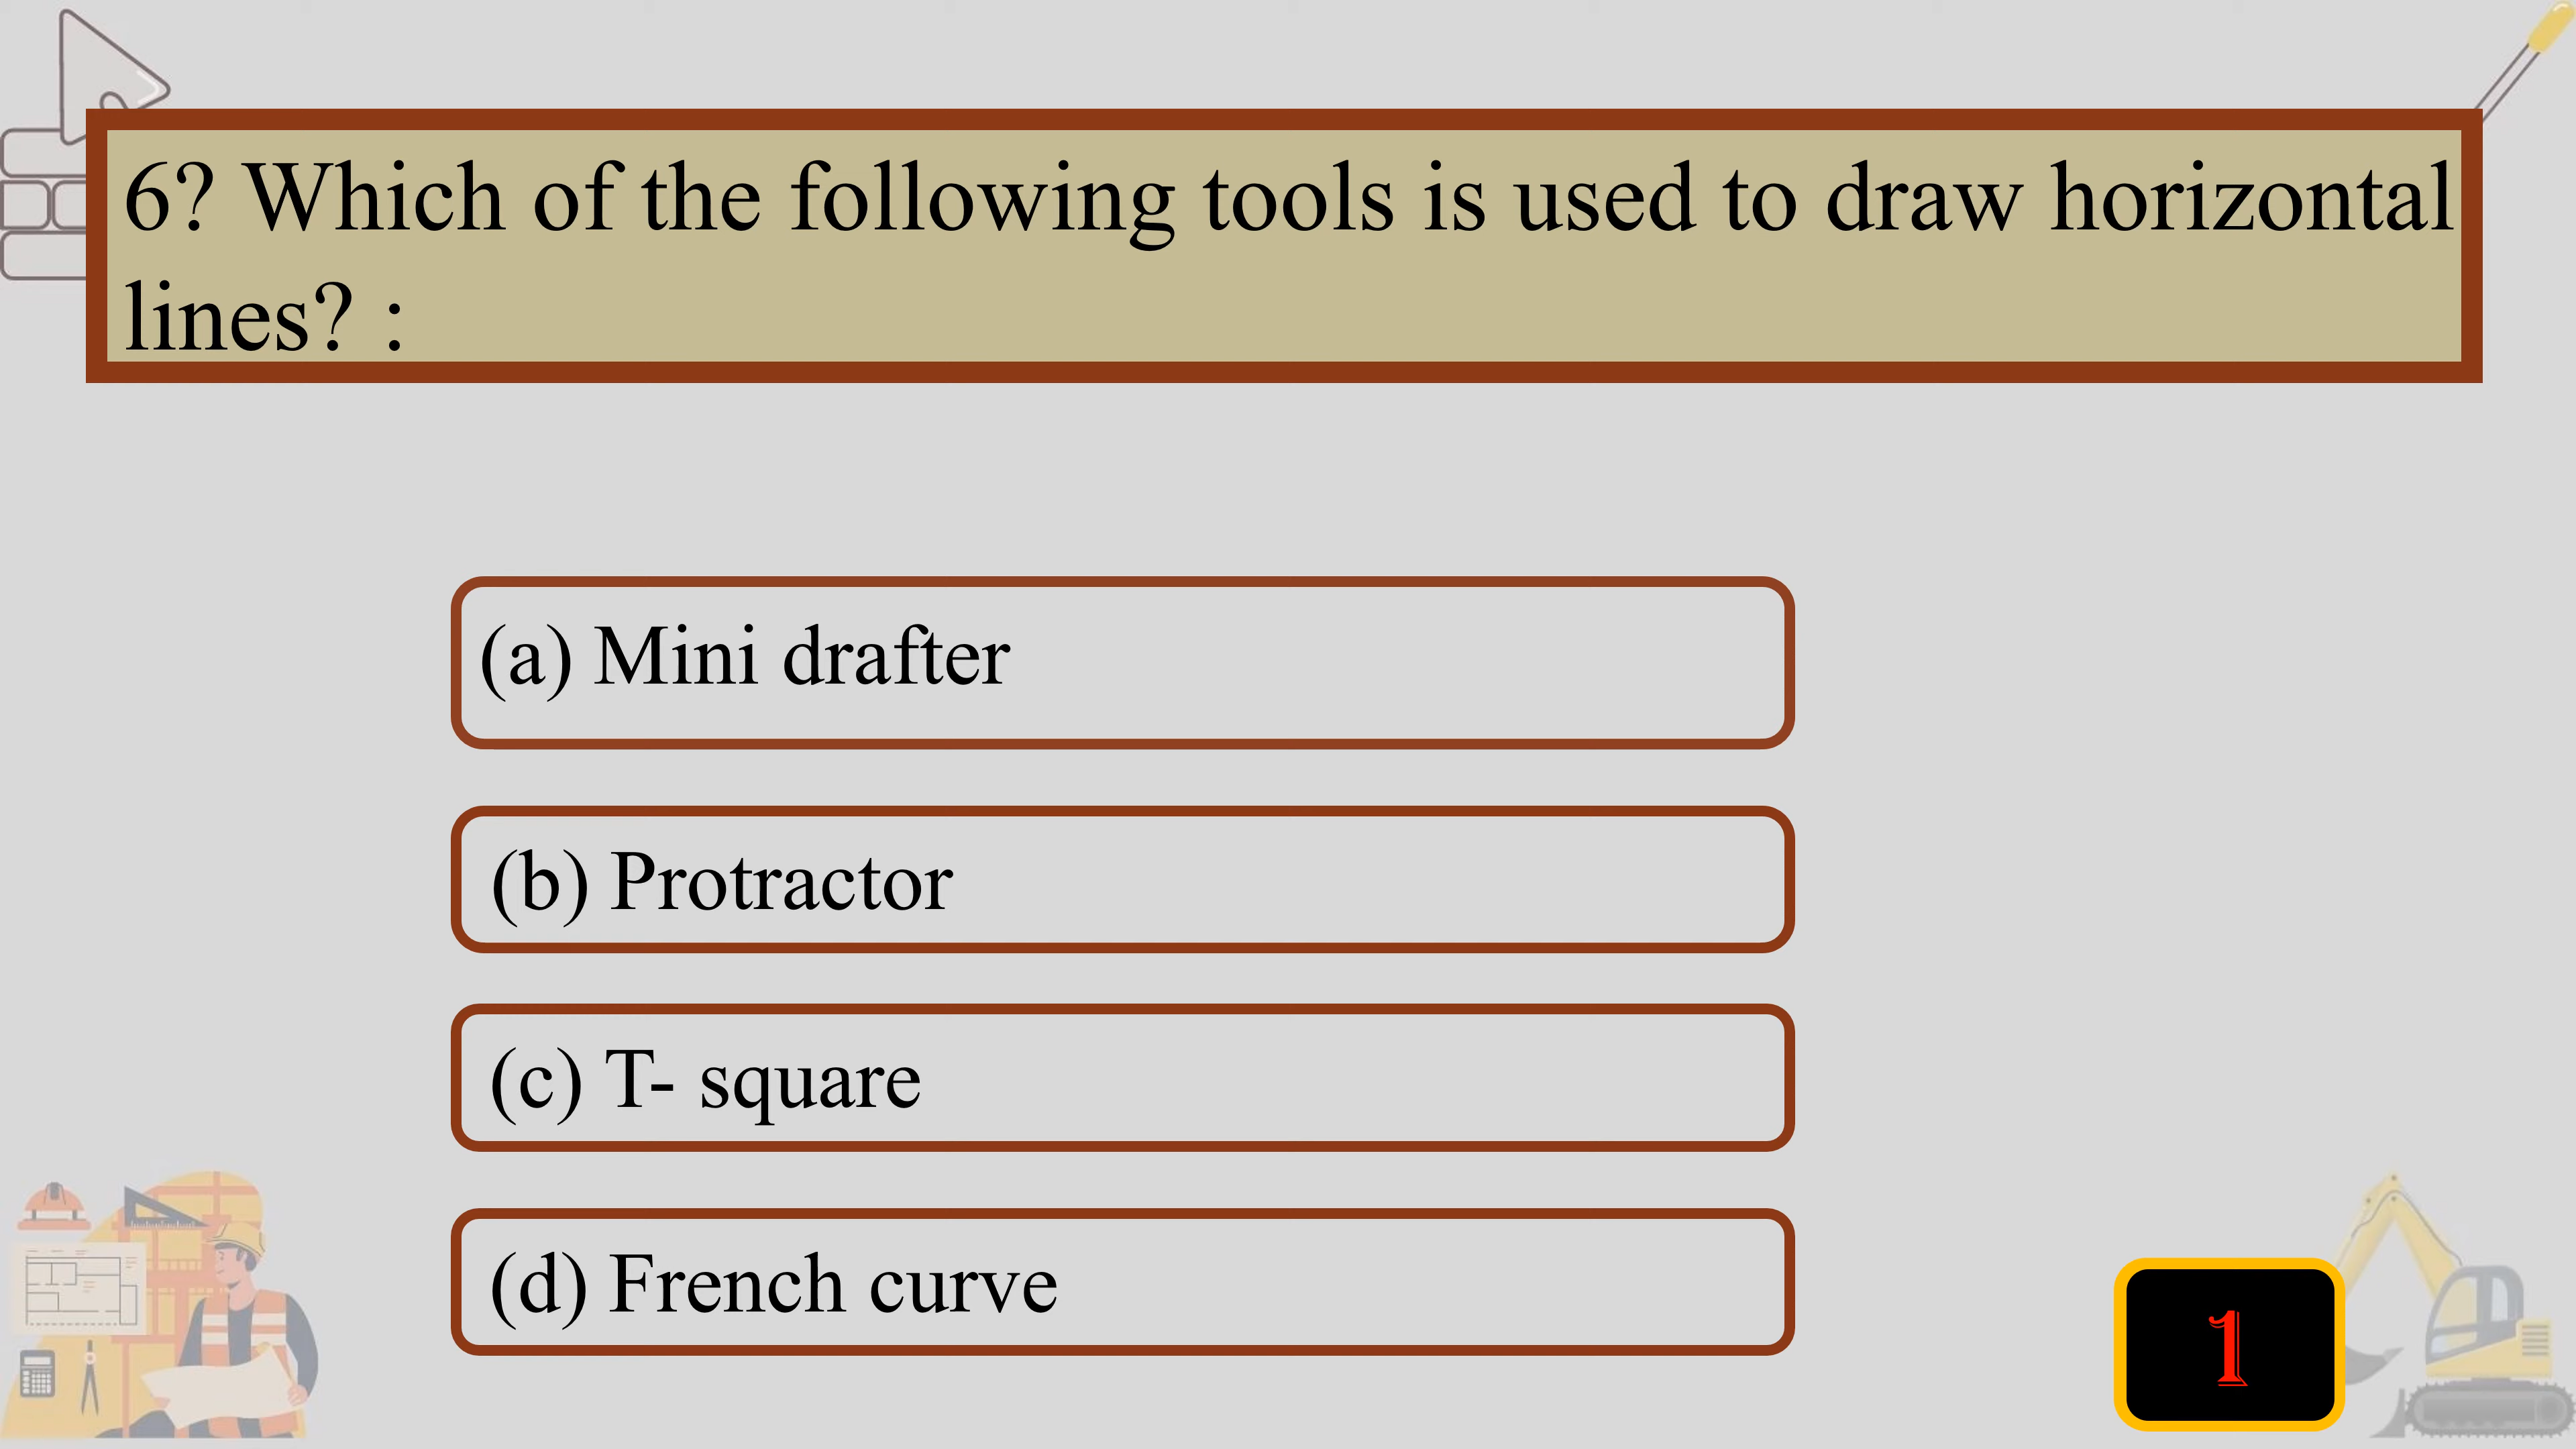 6? Which of the following tools is used to draw horizontal
lines? :
(a) Mini drafter
(b) Protractor
(c) T- square
(d) French curve
1